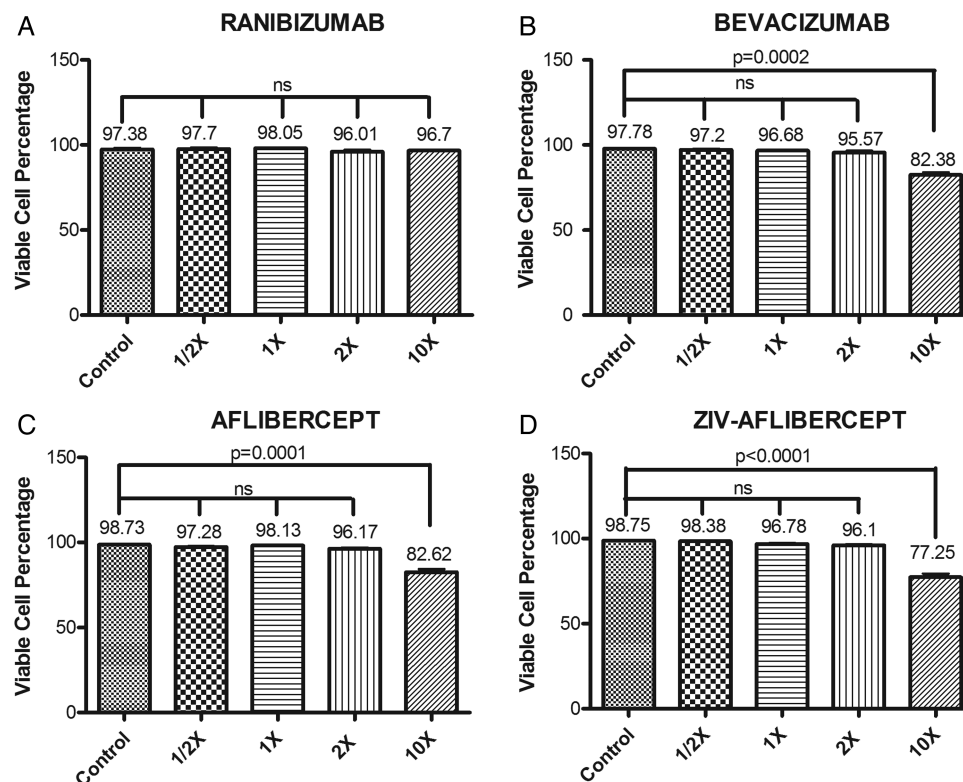 A
RANIBIZUMAB
Viable Cell Percentage
150
100
50
0
ns
97.38 97.7 98.05 96.01 96.7
Control 1/2X 1X 2X 10X
B
BEVACIZUMAB
Viable Cell Percentage
150
100
50
0
p=0.0002
ns
97.78 97.2 96.68 95.57 82.38
Control 1/2X 1X 2X 10X
C
AFLIBERCEPT
Viable Cell Percentage
150
100
50
0
p=0.0001
ns
98.73 97.28 98.13 96.17 82.62
Control 1/2X 1X 2X 10X
D
ZIV-AFLIBERCEPT
Viable Cell Percentage
150
100
50
0
p<0.0001
ns
98.75 98.38 96.78 96.1 77.25
Control 1/2X 1X 2X 10X